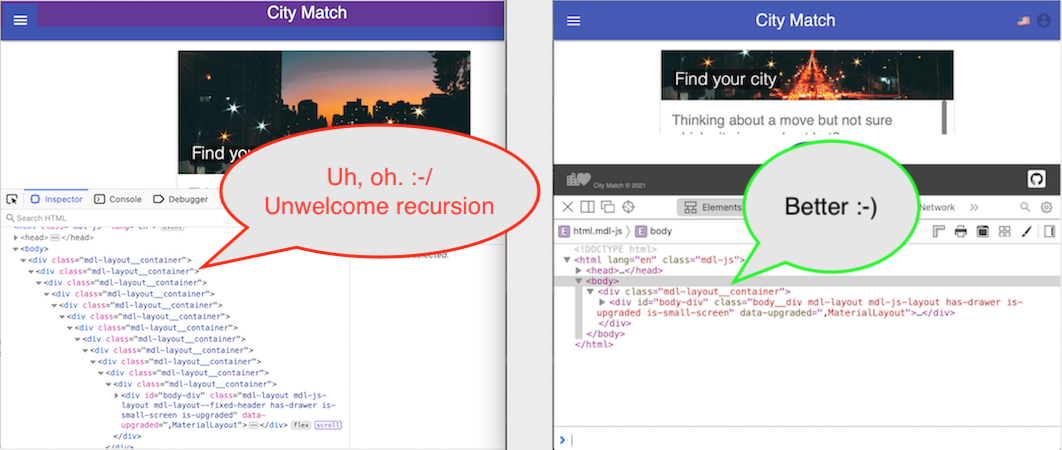 City Match
Find yo
Uh, oh. :-/
Unwelcome recursion
Inspector
Console
Debugger
Search HTML
<head>
</head>
<body>
<div class="mdl-layout__container">
<div class="mdl-layout__container">
<div class="mdl-layout__container">
<div class="mdl-layout__container">
<div class="mdl-layout__container">
<div class="mdl-layout__container">
<div class="mdl-layout__container">
<div class="mdl-layout__container">
<div class="mdl-layout__container">
<div class="mdl-layout__container">
<div class="mdl-layout__container">
<div class="mdl-layout__container">
<div id="body-div" class="mdl-layout mdl-js-
layout mdl-layout--fixed-header has-drawer is-
small-screen is-upgraded" data-
upgraded=",MaterialLayout"> </div> flex scroll
</div>
</div>
City Match
Find your city
Thinking about a move but not sure
City Match © 2021
Better :-)
Elements
Network
E html.mdl-js
E body
<!DOCTYPE html>
<html lang="en" class="mdl-js">
<head>…</head>
<body>
<div class="mdl-layout__container">
<div id="body-div" class="body__div mdl-layout mdl-js-layout has-drawer is-
upgraded is-small-screen" data-upgraded=",MaterialLayout">…</div>
</div>
</body>
</html>